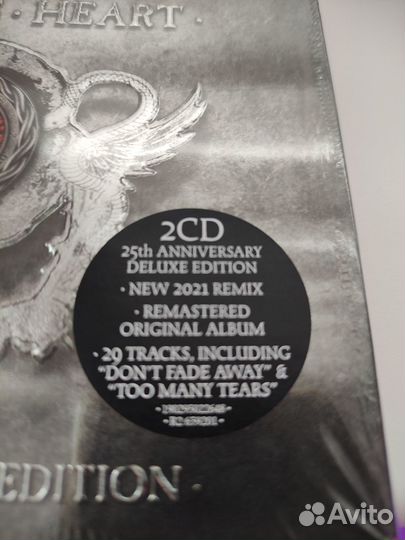 · HEART ·
2CD
25th ANNIVERSARY
DELUXE EDITION
· NEW 2021 REMIX
· REMASTERED
ORIGINAL ALBUM
· 29 TRACKS, INCLUDING
"DON'T FADE AWAY" &
"TOO MANY TEARS"
EDITION ·
Avito